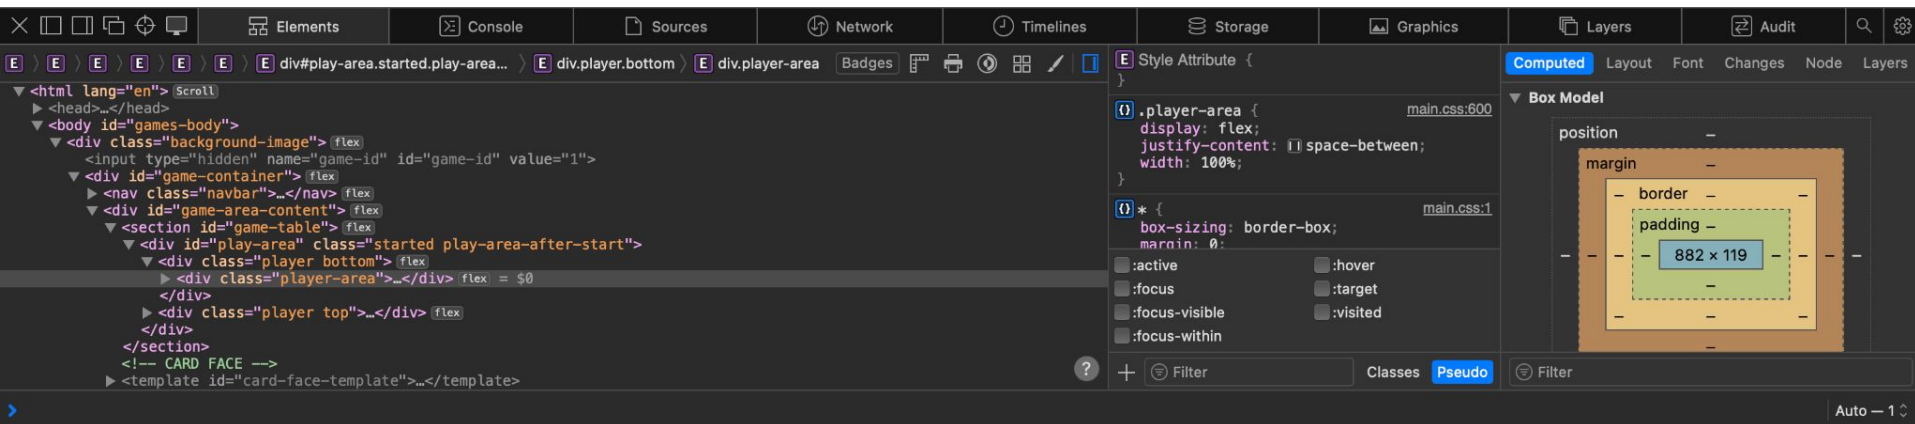 Elements Console Sources Network Timelines Storage Graphics Layers Audit
E E E E E E E div#play-area.started.play-area... E div.player.bottom E div.player-area Badges
<html lang="en"> Scroll
<head>…</head>
<body id="games-body">
<div class="background-image"> flex
<input type="hidden" name="game-id" id="game-id" value="1">
<div id="game-container"> flex
<nav class="navbar">…</nav> flex
<div id="game-area-content"> flex
<section id="game-table"> flex
<div id="play-area" class="started play-area-after-start">
<div class="player bottom"> flex
<div class="player-area">…</div> flex = $0
</div>
<div class="player top">…</div> flex
</div>
</section>
<!-- CARD FACE -->
<template id="card-face-template">…</template>
?
E Style Attribute {
}
{} .player-area { main.css:600
display: flex;
justify-content: space-between;
width: 100%;
}
{} * { main.css:1
box-sizing: border-box;
margin: 0;
:active :hover
:focus :target
:focus-visible :visited
:focus-within
+ Filter Classes Pseudo
Computed Layout Font Changes Node Layers
Box Model
position –
margin –
– border – –
padding –
– – – – 882 × 119 – – – –
–
– – –
–
Filter
> Auto — 1